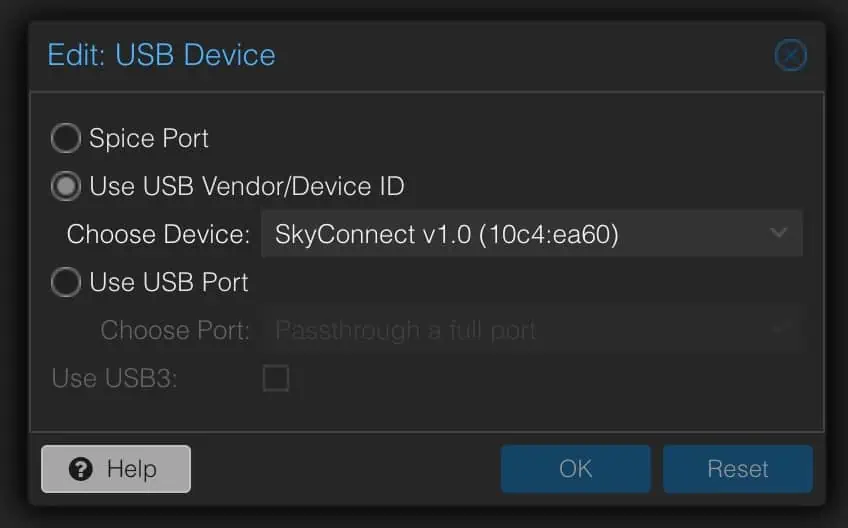 Edit: USB Device
Spice Port
Use USB Vendor/Device ID
Choose Device: SkyConnect v1.0 (10c4:ea60)
Use USB Port
Choose Port: Passthrough a full port
Use USB3:
? Help OK Reset